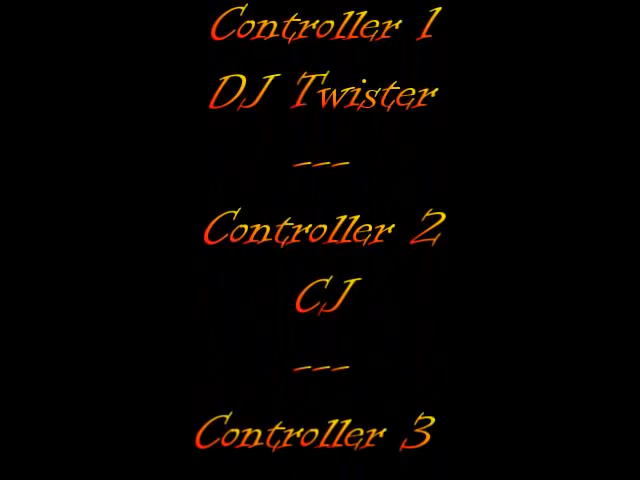 Controller 1
DJ Twister
---
Controller 2
CJ
---
Controller 3